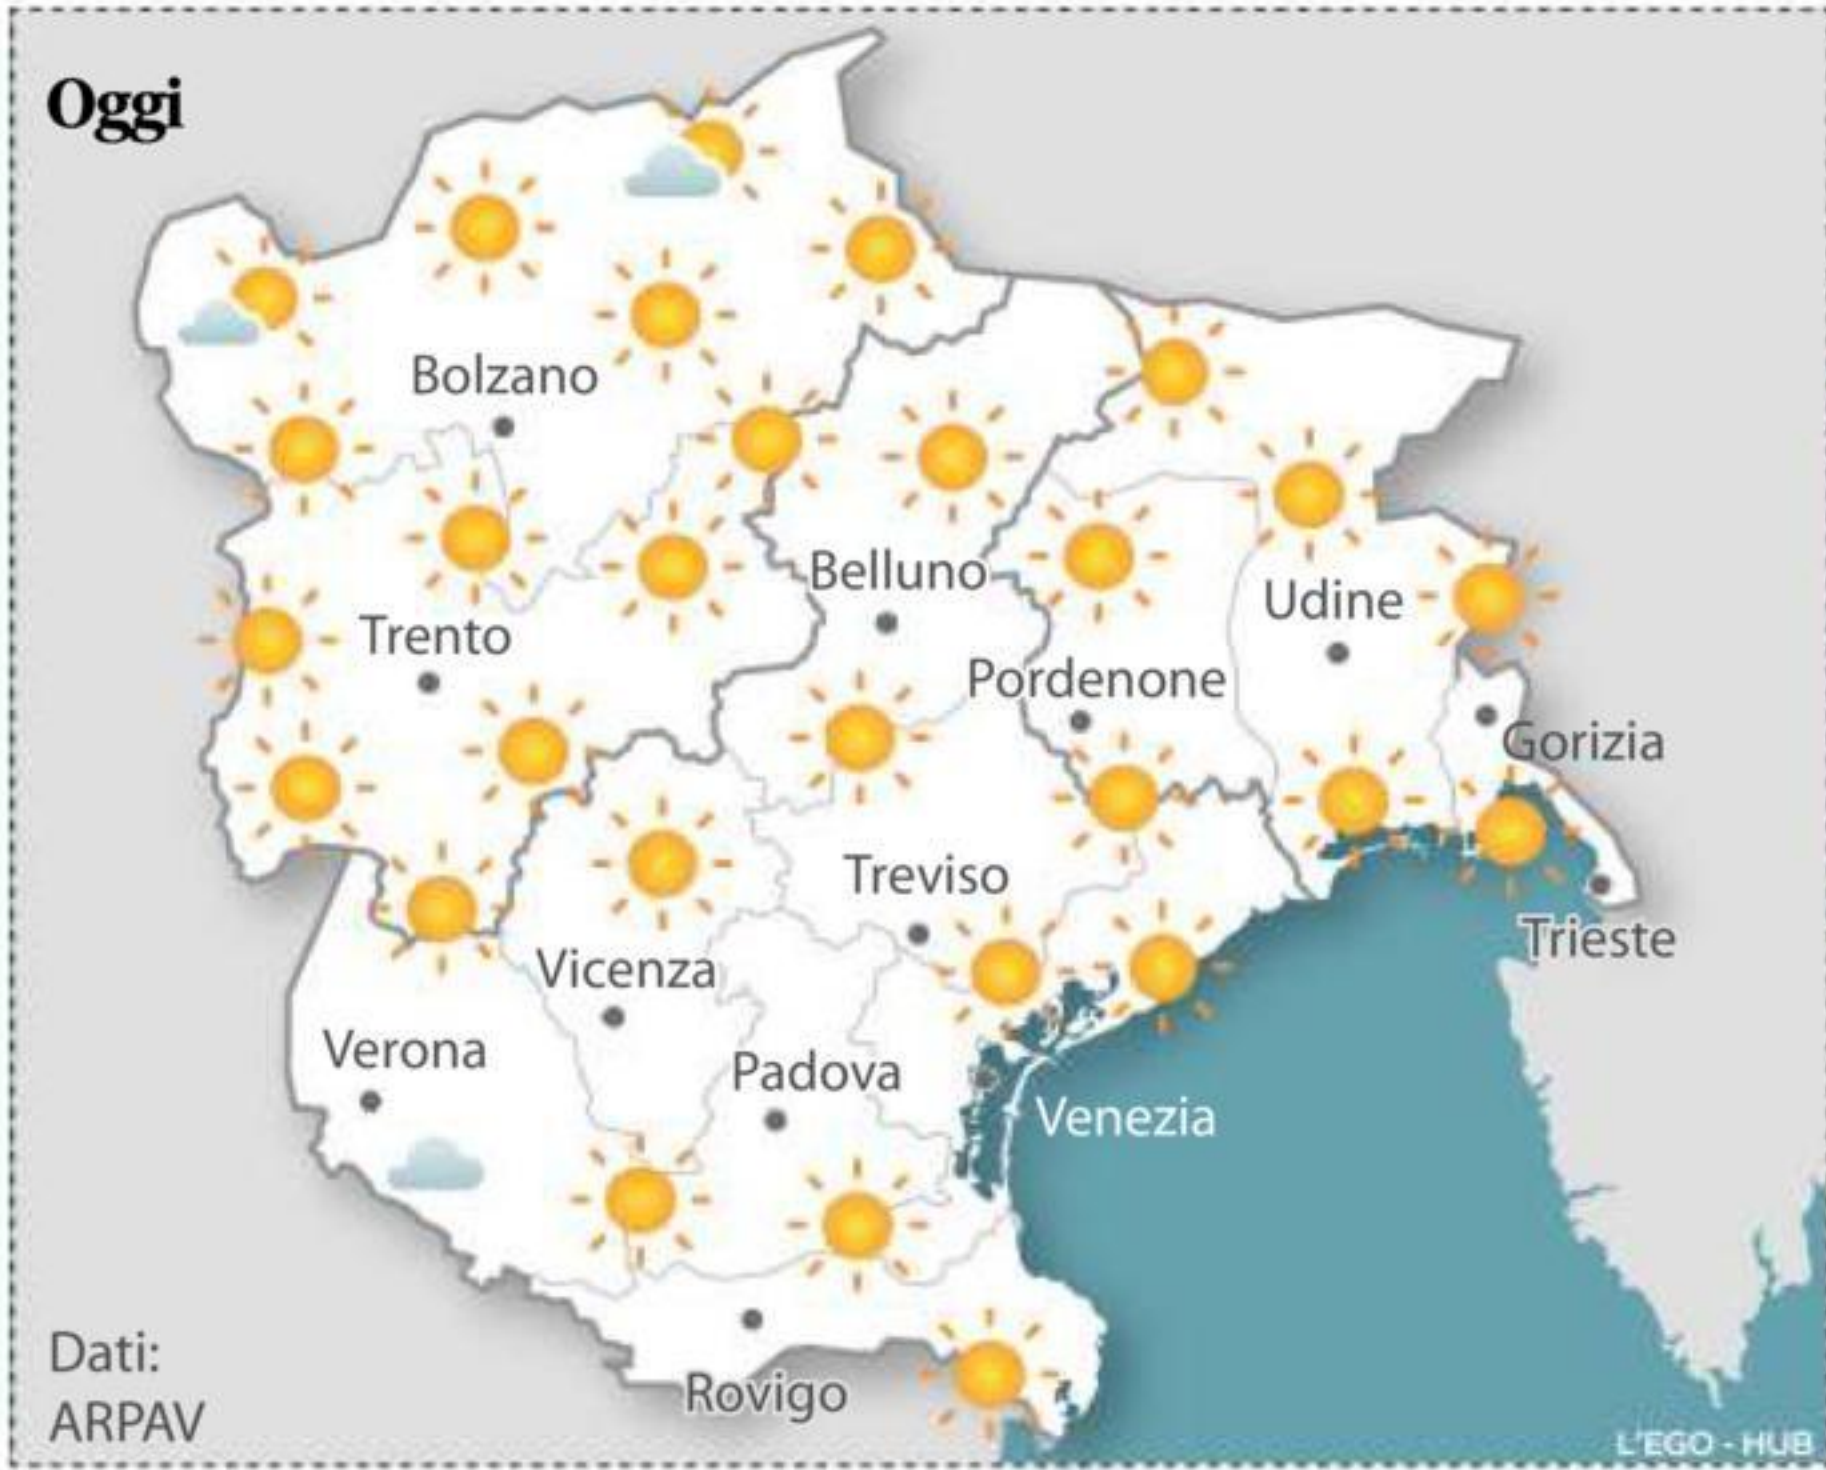 Oggi
Bolzano
Belluno
Udine
Trento
Pordenone
Gorizia
Treviso
Trieste
Vicenza
Verona
Padova
Venezia
Rovigo
Dati:
ARPAV
L'EGO - HUB